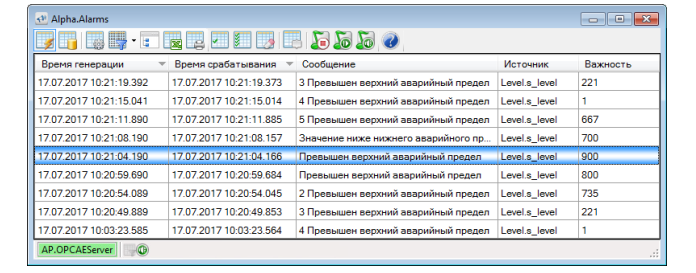 Alpha.Alarms
Время генерации Время срабатывания Сообщение Источник Важность
17.07.2017 10:21:19.392 17.07.2017 10:21:19.373 3 Превышен верхний аварийный предел Level.s_level 221
17.07.2017 10:21:15.041 17.07.2017 10:21:15.014 4 Превышен верхний аварийный предел Level.s_level 1
17.07.2017 10:21:11.890 17.07.2017 10:21:11.885 5 Превышен верхний аварийный предел Level.s_level 667
17.07.2017 10:21:08.190 17.07.2017 10:21:08.157 Значение ниже нижнего аварийного пр... Level.s_level 700
17.07.2017 10:21:04.190 17.07.2017 10:21:04.166 Превышен верхний аварийный предел Level.s_level 900
17.07.2017 10:20:59.690 17.07.2017 10:20:59.684 Превышен верхний аварийный предел Level.s_level 800
17.07.2017 10:20:54.089 17.07.2017 10:20:54.045 2 Превышен верхний аварийный предел Level.s_level 735
17.07.2017 10:20:49.889 17.07.2017 10:20:49.853 3 Превышен верхний аварийный предел Level.s_level 221
17.07.2017 10:03:23.585 17.07.2017 10:03:23.564 4 Превышен верхний аварийный предел Level.s_level 1
AP.OPCAEServer